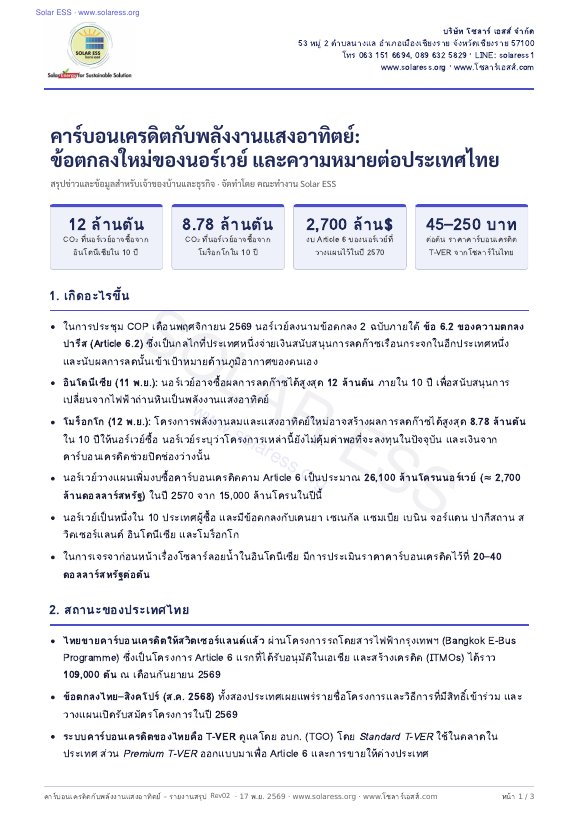 Solar ESS · www.solaress.org
SOLAR ESS
Solar Energy for Sustainable Solution
บริษัท โซลาร์ เอสส์ จำกัด
53 หมู่ 2 ตำบลนางแล อำเภอเมืองเชียงราย จังหวัดเชียงราย 57100
โทร 063 151 6694, 089 632 5829 · LINE: solaress1
www.solaress.org · www.โซลาร์เอสส์.com
คาร์บอนเครดิตกับพลังงานแสงอาทิตย์:
ข้อตกลงใหม่ของนอร์เวย์ และความหมายต่อประเทศไทย
สรุปข่าวและข้อมูลสำหรับเจ้าของบ้านและธุรกิจ · จัดทำโดย คณะทำงาน Solar ESS
12 ล้านตัน
CO₂ ที่นอร์เวย์อาจซื้อจาก
อินโดนีเซียใน 10 ปี
8.78 ล้านตัน
CO₂ ที่นอร์เวย์อาจซื้อจาก
โมร็อกโกใน 10 ปี
2,700 ล้าน$
งบ Article 6 ของนอร์เวย์ที่
วางแผนไว้ในปี 2570
45–250 บาท
ต่อตัน ราคาคาร์บอนเครดิต
T-VER จากโซลาร์ในไทย
1. เกิดอะไรขึ้น
• ในการประชุม COP เดือนพฤศจิกายน 2569 นอร์เวย์ลงนามข้อตกลง 2 ฉบับภายใต้ ข้อ 6.2 ของความตกลง
ปารีส (Article 6.2) ซึ่งเป็นกลไกที่ประเทศหนึ่งจ่ายเงินสนับสนุนการลดก๊าซเรือนกระจกในอีกประเทศหนึ่ง
และนับผลการลดนั้นเข้าเป้าหมายด้านภูมิอากาศของตนเอง
• อินโดนีเซีย (11 พ.ย.): นอร์เวย์อาจซื้อผลการลดก๊าซได้สูงสุด 12 ล้านตัน ภายใน 10 ปี เพื่อสนับสนุนการ
เปลี่ยนจากไฟฟ้าถ่านหินเป็นพลังงานแสงอาทิตย์
• โมร็อกโก (12 พ.ย.): โครงการพลังงานลมและแสงอาทิตย์ใหม่อาจสร้างผลการลดก๊าซได้สูงสุด 8.78 ล้านตัน
ใน 10 ปีให้นอร์เวย์ซื้อ นอร์เวย์ระบุว่าโครงการเหล่านี้ยังไม่คุ้มค่าพอที่จะลงทุนในปัจจุบัน และเงินจาก
คาร์บอนเครดิตช่วยปิดช่องว่างนั้น
• นอร์เวย์วางแผนเพิ่มงบซื้อคาร์บอนเครดิตตาม Article 6 เป็นประมาณ 26,100 ล้านโครนนอร์เวย์ (≈ 2,700
ล้านดอลลาร์สหรัฐ) ในปี 2570 จาก 15,000 ล้านโครนในปีนี้
• นอร์เวย์เป็นหนึ่งใน 10 ประเทศผู้ซื้อ และมีข้อตกลงกับเคนยา เซเนกัล แซมเบีย เบนิน จอร์แดน ปากีสถาน ส
วิตเซอร์แลนด์ อินโดนีเซีย และโมร็อกโก
• ในการเจรจาก่อนหน้าเรื่องโซลาร์ลอยน้ำในอินโดนีเซีย มีการประเมินราคาคาร์บอนเครดิตไว้ที่ 20–40
ดอลลาร์สหรัฐต่อตัน
2. สถานะของประเทศไทย
• ไทยขายคาร์บอนเครดิตให้สวิตเซอร์แลนด์แล้ว ผ่านโครงการรถโดยสารไฟฟ้ากรุงเทพฯ (Bangkok E-Bus
Programme) ซึ่งเป็นโครงการ Article 6 แรกที่ได้รับอนุมัติในเอเชีย และสร้างเครดิต (ITMOs) ได้ราว
109,000 ตัน ณ เดือนกันยายน 2569
• ข้อตกลงไทย–สิงคโปร์ (ส.ค. 2568) ทั้งสองประเทศเผยแพร่รายชื่อโครงการและวิธีการที่มีสิทธิ์เข้าร่วม และ
วางแผนเปิดรับสมัครโครงการในปี 2569
• ระบบคาร์บอนเครดิตของไทยคือ T-VER ดูแลโดย อบก. (TGO) โดย Standard T-VER ใช้ในตลาดใน
ประเทศ ส่วน Premium T-VER ออกแบบมาเพื่อ Article 6 และการขายให้ต่างประเทศ
SOLAR ESS
www.solaress.org
คาร์บอนเครดิตกับพลังงานแสงอาทิตย์ – รายงานสรุป Rev02 · 17 พ.ย. 2569 · www.solaress.org · www.โซลาร์เอสส์.com
หน้า 1 / 3